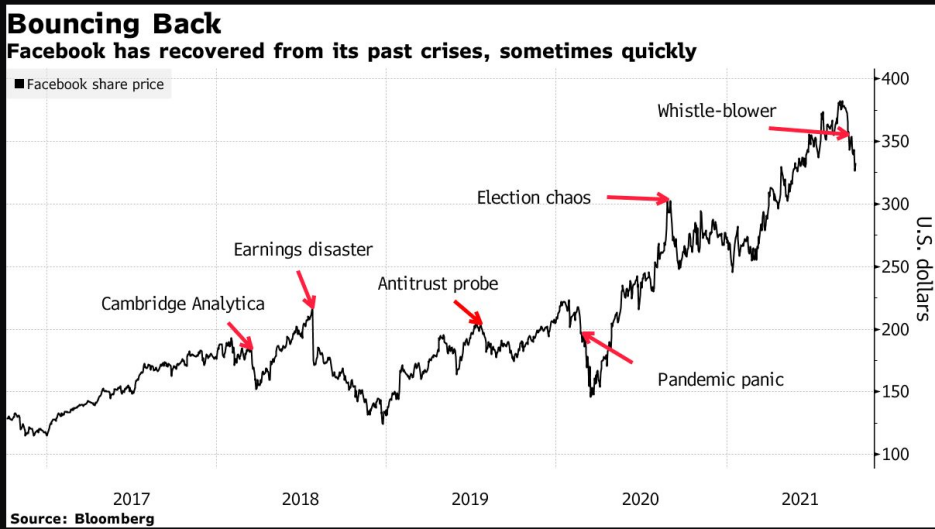 Bouncing Back
Facebook has recovered from its past crises, sometimes quickly
Facebook share price
400
Whistle-blower
350
Election chaos
300
Earnings disaster
250
Antitrust probe
Cambridge Analytica
200
Pandemic panic
150
100
U.S. dollars
2017 2018 2019 2020 2021
Source: Bloomberg